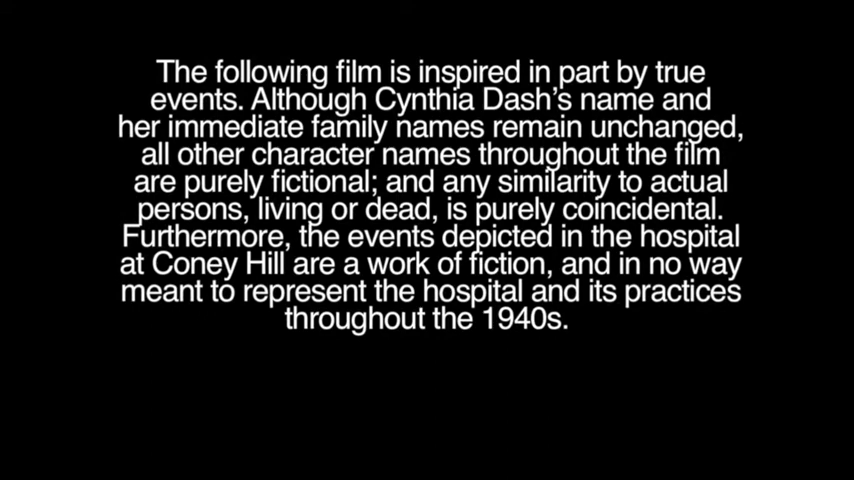 The following film is inspired in part by true
events. Although Cynthia Dash's name and
her immediate family names remain unchanged,
all other character names throughout the film
are purely fictional; and any similarity to actual
persons, living or dead, is purely coincidental.
Furthermore, the events depicted in the hospital
at Coney Hill are a work of fiction, and in no way
meant to represent the hospital and its practices
throughout the 1940s.